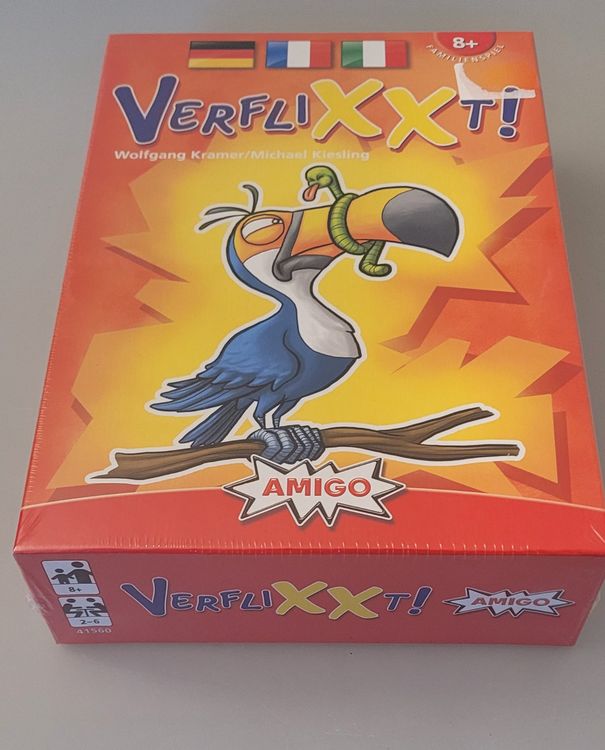 8+
FAMILIENSPIEL
VERFLIXXT!
Wolfgang Kramer/Michael Kiesling
AMIGO
8+
2–6
41560
VERFLIXXT!
AMIGO